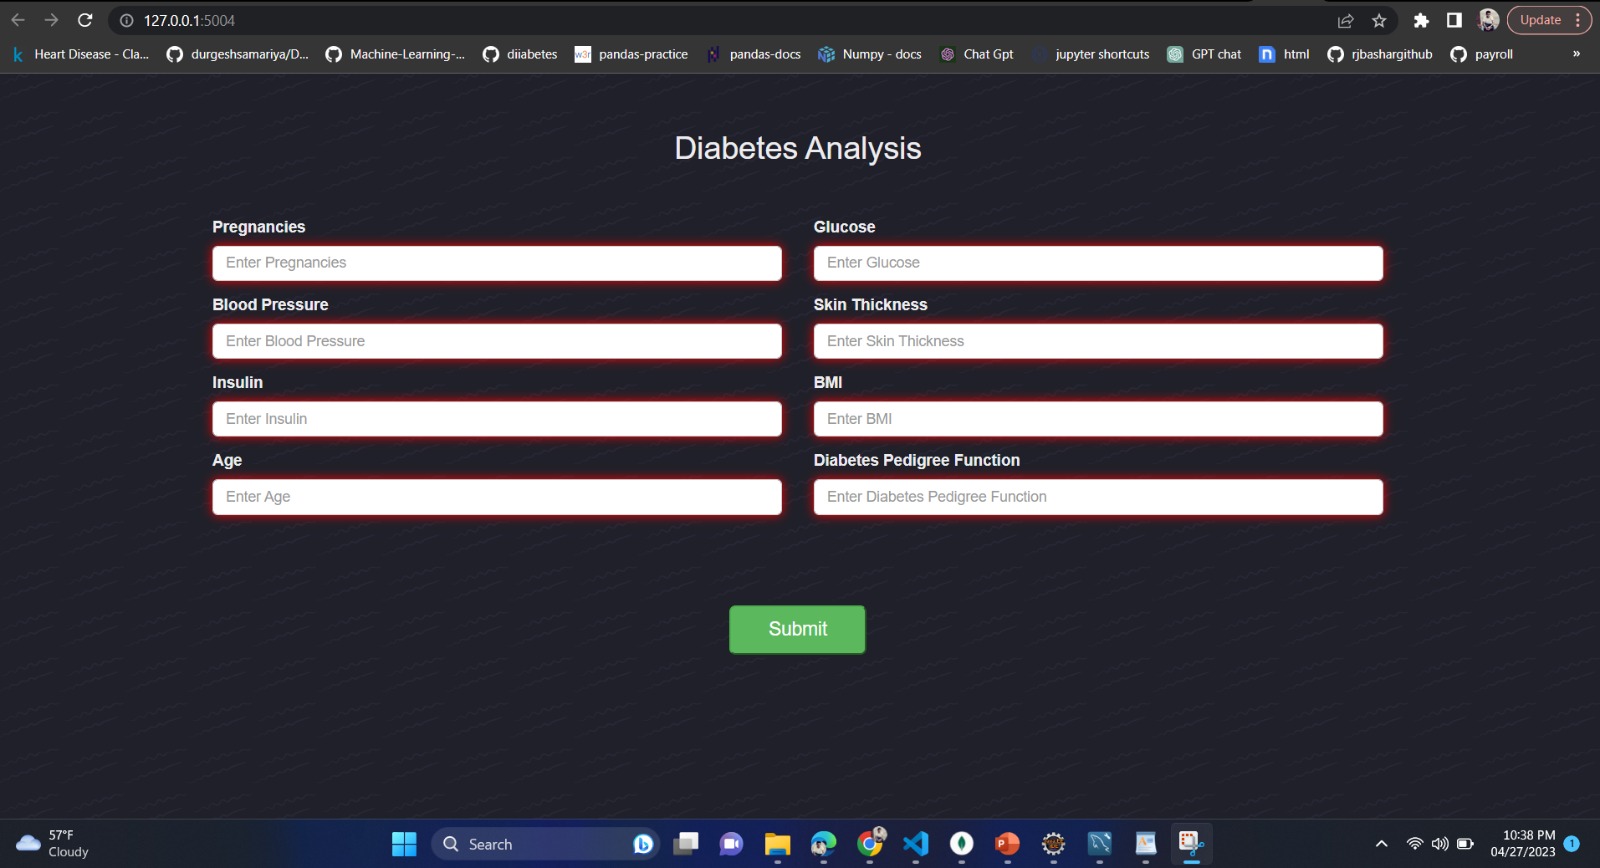 127.0.0.1:5004
Update
Heart Disease - Cla...
durgeshsamariya/D...
Machine-Learning-...
diiabetes
w3r
pandas-practice
pandas-docs
Numpy - docs
Chat Gpt
jupyter shortcuts
GPT chat
n
html
rjbashargithub
payroll
»
Diabetes Analysis
Pregnancies
Glucose
Enter Pregnancies
Enter Glucose
Blood Pressure
Skin Thickness
Enter Blood Pressure
Enter Skin Thickness
Insulin
BMI
Enter Insulin
Enter BMI
Age
Diabetes Pedigree Function
Enter Age
Enter Diabetes Pedigree Function
Submit
57°F
Cloudy
Search
10:38 PM
04/27/2023
1